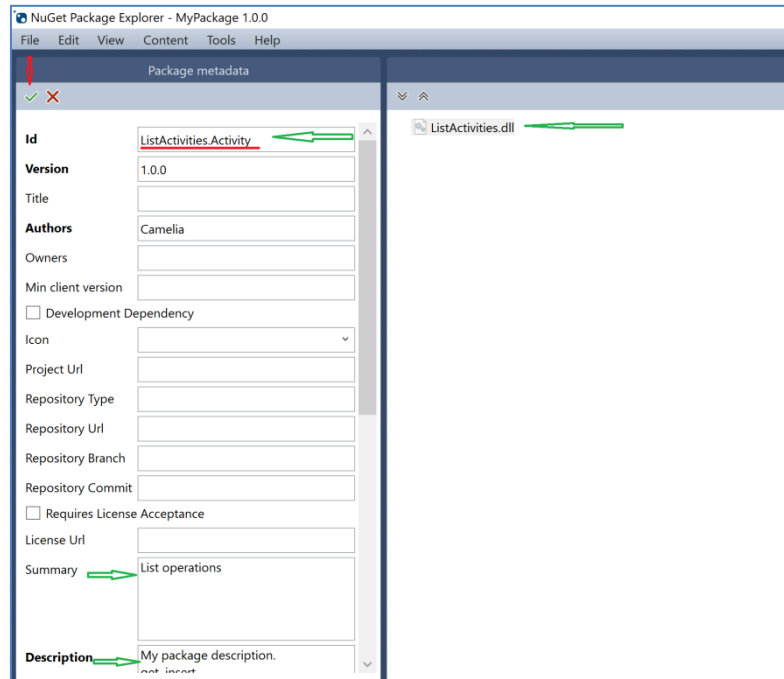 NuGet Package Explorer - MyPackage 1.0.0
File Edit View Content Tools Help
Package metadata
Id ListActivities.Activity
ListActivities.dll
Version 1.0.0
Title
Authors Camelia
Owners
Min client version
Development Dependency
Icon
Project Url
Repository Type
Repository Url
Repository Branch
Repository Commit
Requires License Acceptance
License Url
Summary List operations
Description My package description.